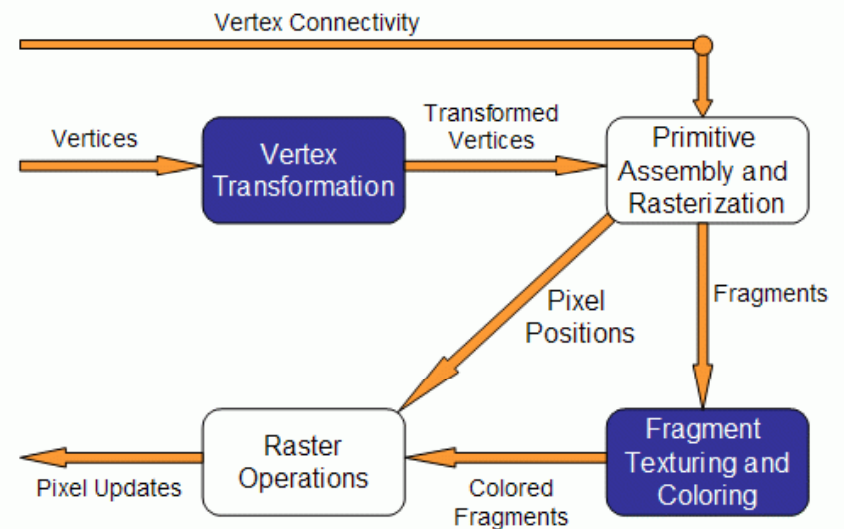 Vertex Connectivity
Vertices
Vertex
Transformation
Transformed
Vertices
Primitive
Assembly and
Rasterization
Pixel
Positions
Fragments
Raster
Operations
Fragment
Texturing and
Coloring
Pixel Updates
Colored
Fragments